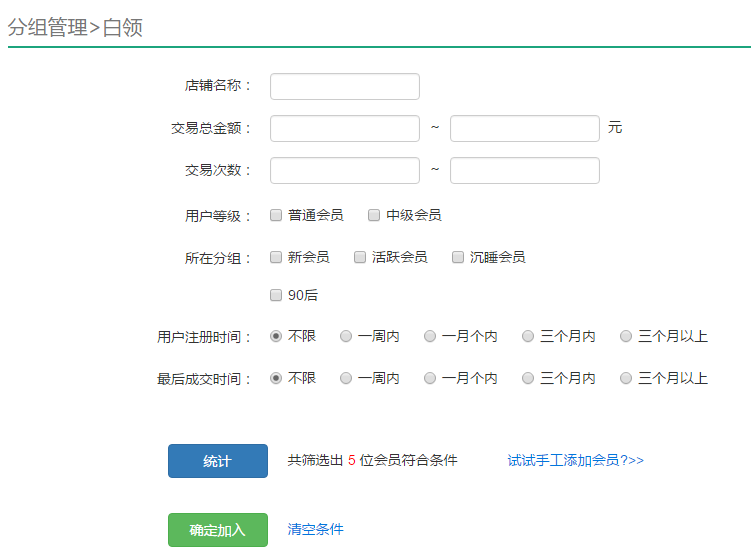 分组管理>白领
店铺名称：
交易总金额： ~ 元
交易次数： ~
用户等级： 普通会员 中级会员
所在分组： 新会员 活跃会员 沉睡会员
90后
用户注册时间： 不限 一周内 一月个内 三个月内 三个月以上
最后成交时间： 不限 一周内 一月个内 三个月内 三个月以上
统计 共筛选出 5 位会员符合条件 试试手工添加会员?>>
确定加入 清空条件